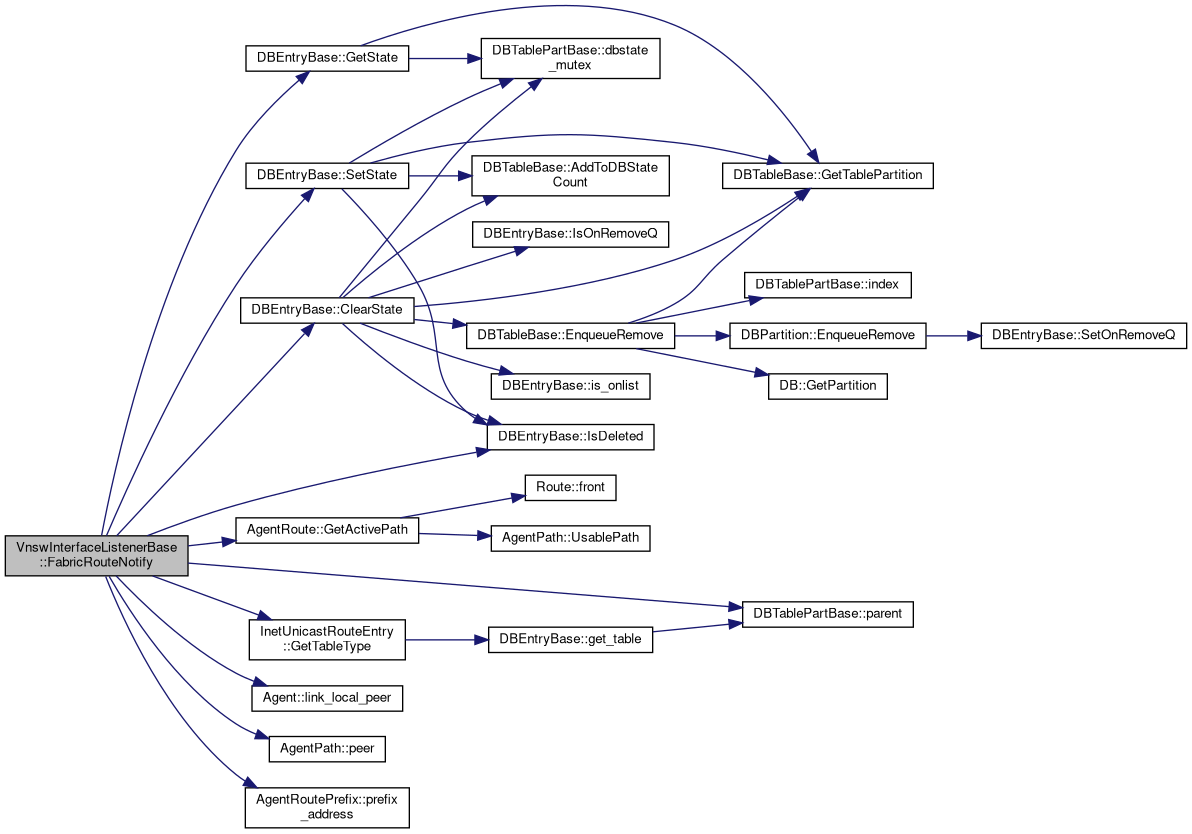 DBEntryBase::GetState
DBTablePartBase::dbstate
_mutex
DBEntryBase::SetState
DBTableBase::AddToDBState
Count
DBTableBase::GetTablePartition
DBEntryBase::IsOnRemoveQ
DBEntryBase::ClearState
DBTablePartBase::index
DBTableBase::EnqueueRemove
DBPartition::EnqueueRemove
DBEntryBase::SetOnRemoveQ
DBEntryBase::is_onlist
DB::GetPartition
DBEntryBase::IsDeleted
Route::front
AgentRoute::GetActivePath
AgentPath::UsablePath
VnswInterfaceListenerBase
::FabricRouteNotify
DBTablePartBase::parent
InetUnicastRouteEntry
::GetTableType
DBEntryBase::get_table
Agent::link_local_peer
AgentPath::peer
AgentRoutePrefix::prefix
_address